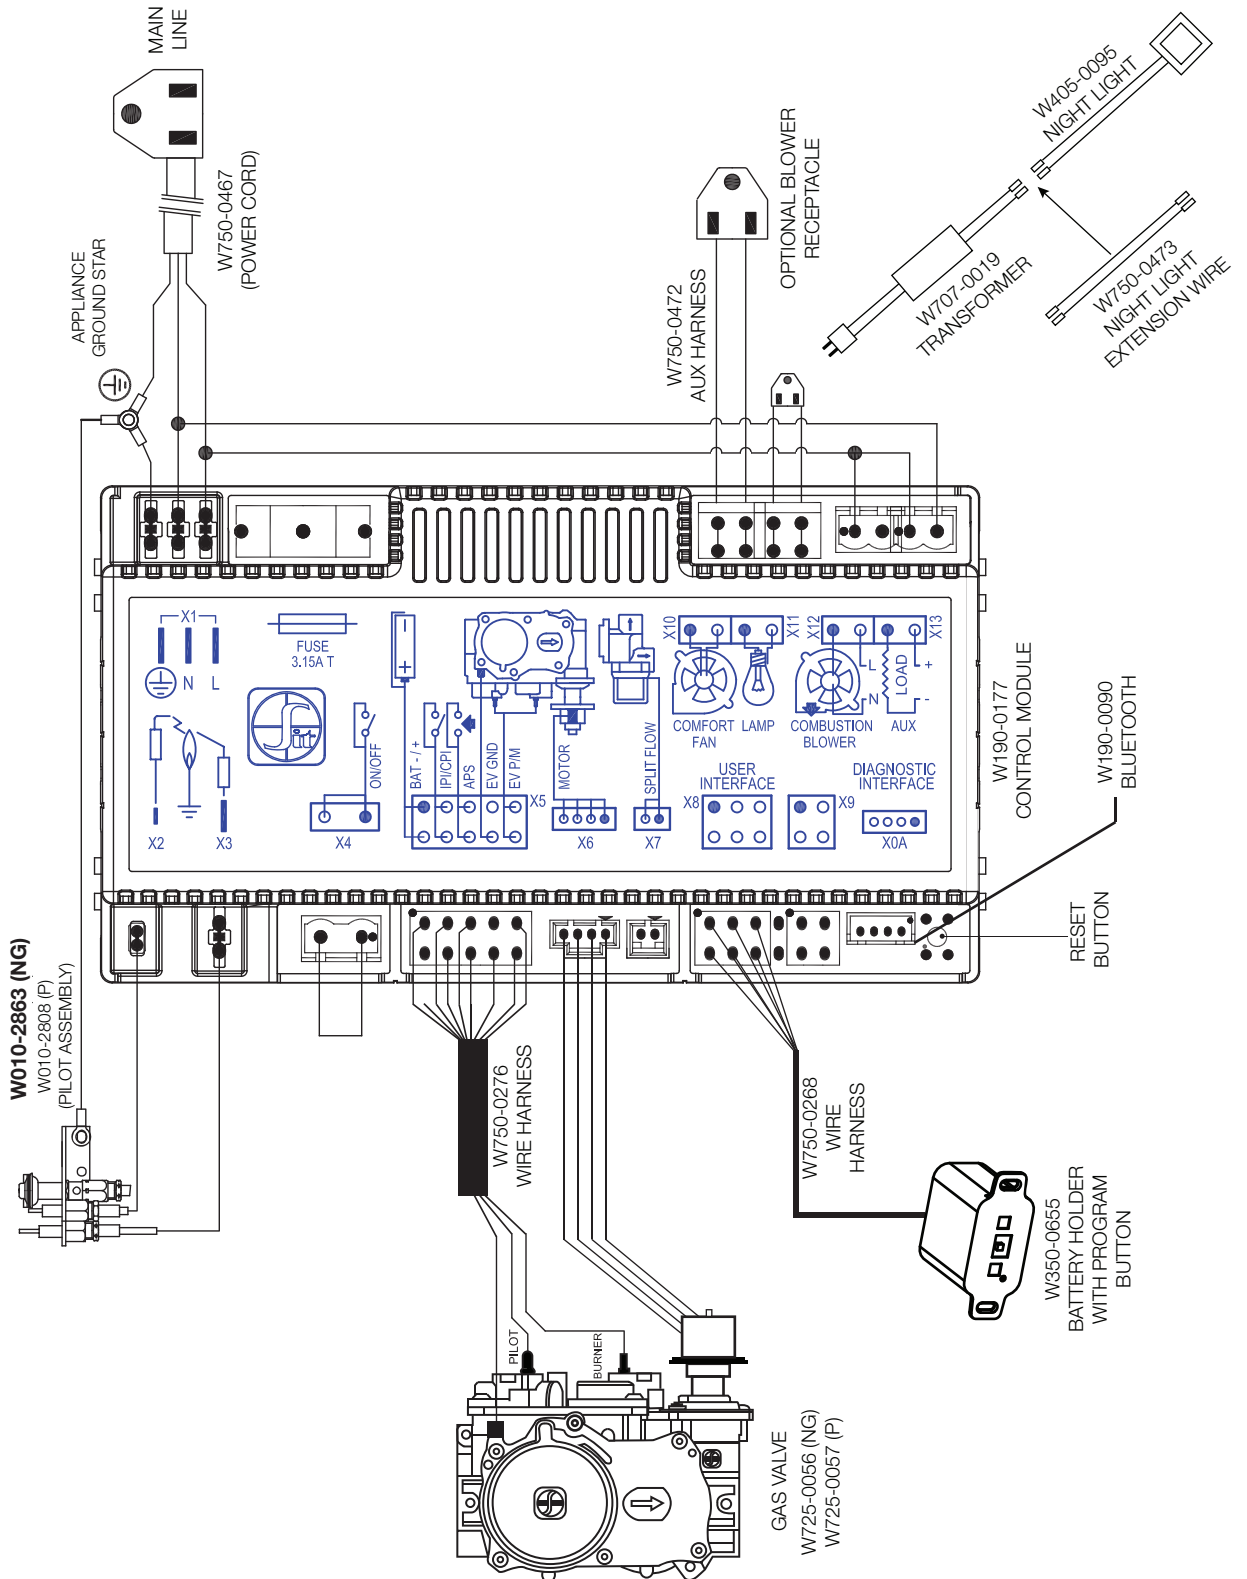 MAIN
LINE
W750-0467
(POWER CORD)
APPLIANCE
GROUND STAR
OPTIONAL BLOWER
RECEPTACLE
W750-0472
AUX HARNESS
W405-0095
NIGHT LIGHT
W707-0019
TRANSFORMER
W750-0473
NIGHT LIGHT
EXTENSION WIRE
X1
N L
FUSE
3.15A T
Sit
X2
X3
ON/OFF
X4
BAT - / +
IPI/CPI
APS
EV GND
EV P/M
X5
MOTOR
X6
SPLIT FLOW
X7
X10
X11
X12
X13
COMFORT
FAN
LAMP
COMBUSTION
BLOWER
L
N
LOAD
+
-
AUX
USER
INTERFACE
X8
X9
DIAGNOSTIC
INTERFACE
X0A
W190-0177
CONTROL MODULE
W190-0090
BLUETOOTH
RESET
BUTTON
W010-2863 (NG)
W010-2808 (P)
(PILOT ASSEMBLY)
W750-0276
WIRE HARNESS
W750-0268
WIRE
HARNESS
W350-0655
BATTERY HOLDER
WITH PROGRAM
BUTTON
PILOT
BURNER
GAS VALVE
W725-0056 (NG)
W725-0057 (P)